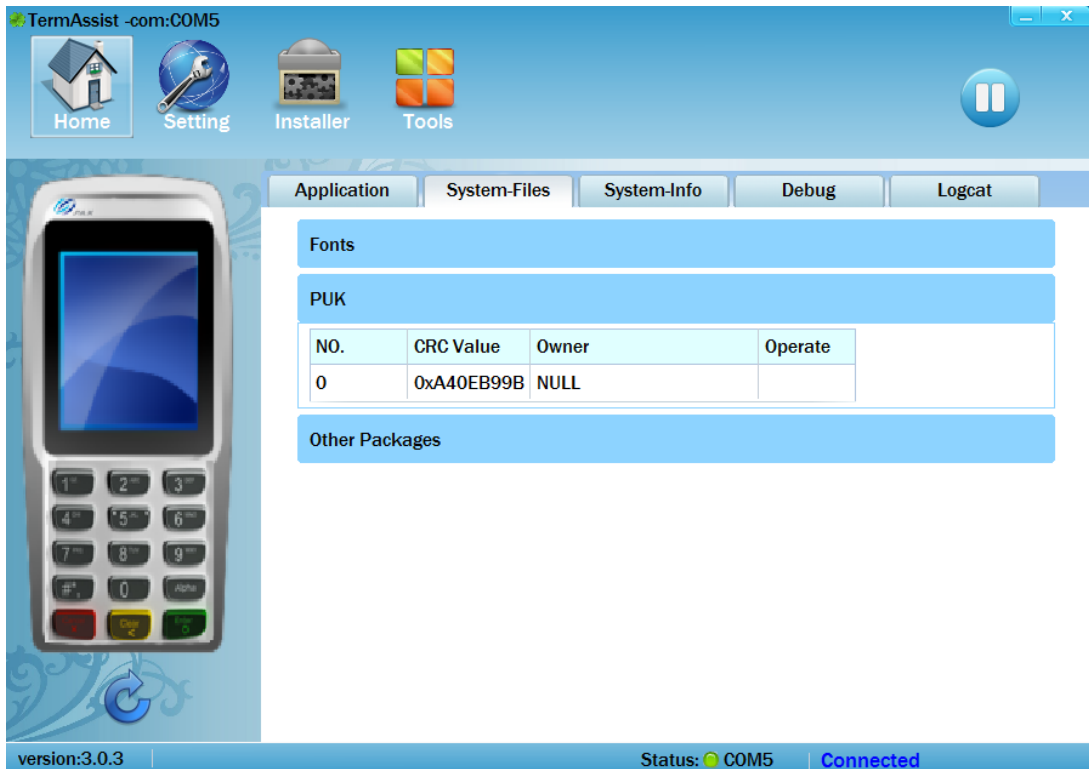 TermAssist -com:COM5
Home Setting Installer Tools
Application System-Files System-Info Debug Logcat
PAX
Fonts
PUK
NO. CRC Value Owner Operate
0 0xA40EB99B NULL
Other Packages
1 2 3
4 5 6
7 8 9
# 0 Alpha
Clear Enter
version:3.0.3 Status: COM5 Connected